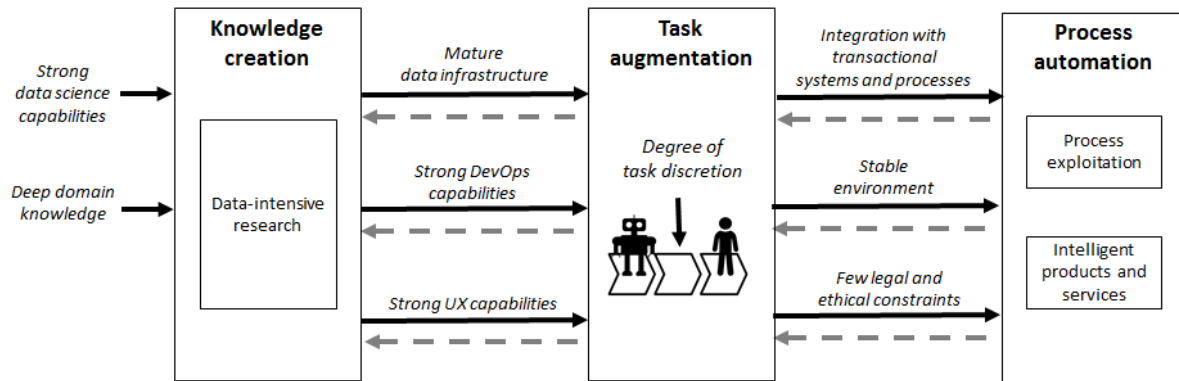 Strong
data science
capabilities
Deep domain
knowledge
Knowledge
creation
Data-intensive
research
Mature
data infrastructure
Strong DevOps
capabilities
Strong UX capabilities
Task
augmentation
Degree of
task discretion
Integration with
transactional
systems and processes
Stable
environment
Few legal and
ethical constraints
Process
automation
Process
exploitation
Intelligent
products and
services